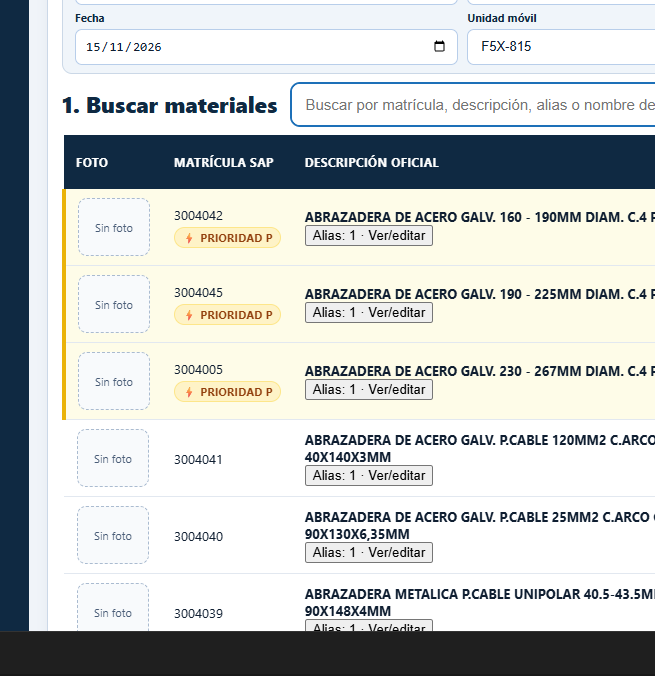 Fecha
Unidad móvil
15/11/2026
F5X-815
1. Buscar materiales
Buscar por matrícula, descripción, alias o nombre de
FOTO
MATRÍCULA SAP
DESCRIPCIÓN OFICIAL
Sin foto
3004042
PRIORIDAD P
ABRAZADERA DE ACERO GALV. 160 - 190MM DIAM. C.4 P
Alias: 1 · Ver/editar
Sin foto
3004045
PRIORIDAD P
ABRAZADERA DE ACERO GALV. 190 - 225MM DIAM. C.4 P
Alias: 1 · Ver/editar
Sin foto
3004005
PRIORIDAD P
ABRAZADERA DE ACERO GALV. 230 - 267MM DIAM. C.4 P
Alias: 1 · Ver/editar
Sin foto
3004041
ABRAZADERA DE ACERO GALV. P.CABLE 120MM2 C.ARCO
40X140X3MM
Alias: 1 · Ver/editar
Sin foto
3004040
ABRAZADERA DE ACERO GALV. P.CABLE 25MM2 C.ARCO
90X130X6,35MM
Alias: 1 · Ver/editar
Sin foto
3004039
ABRAZADERA METALICA P.CABLE UNIPOLAR 40.5-43.5M
90X148X4MM
Alias: 1 · Ver/editar